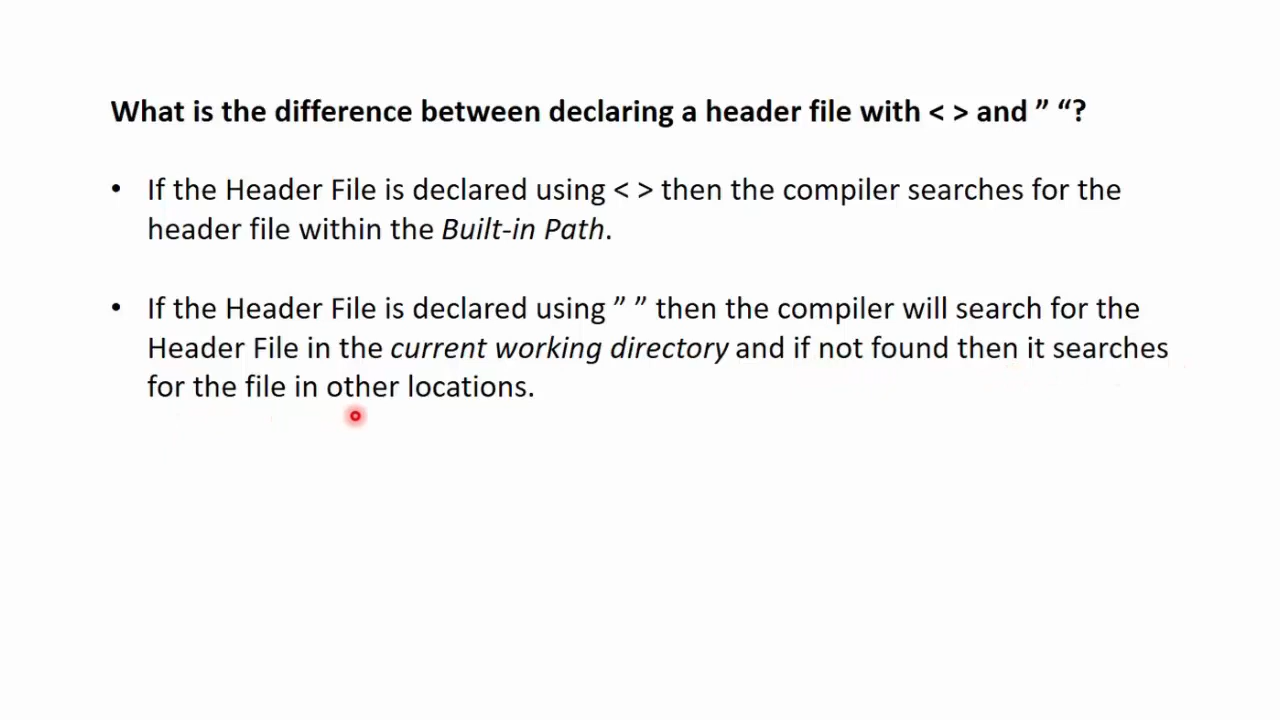 What is the difference between declaring a header file with < > and ” “?
• If the Header File is declared using < > then the compiler searches for the
header file within the Built-in Path.
• If the Header File is declared using ” ” then the compiler will search for the
Header File in the current working directory and if not found then it searches
for the file in other locations.